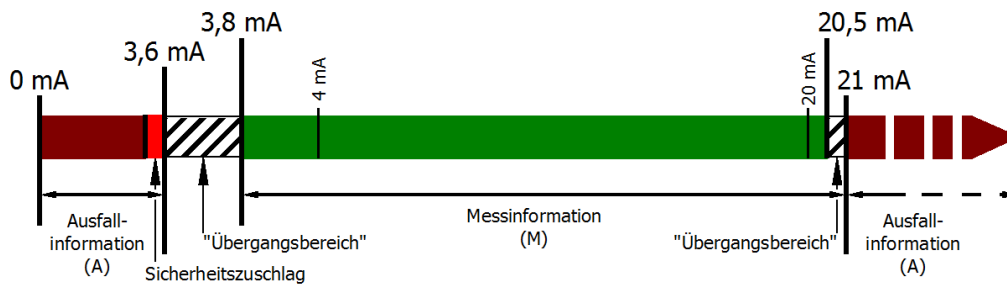 0 mA
3,6 mA
3,8 mA
4 mA
20 mA
20,5 mA
21 mA
Ausfall-
information
(A)
Sicherheitszuschlag
"Übergangsbereich"
Messinformation
(M)
"Übergangsbereich"
Ausfall-
information
(A)